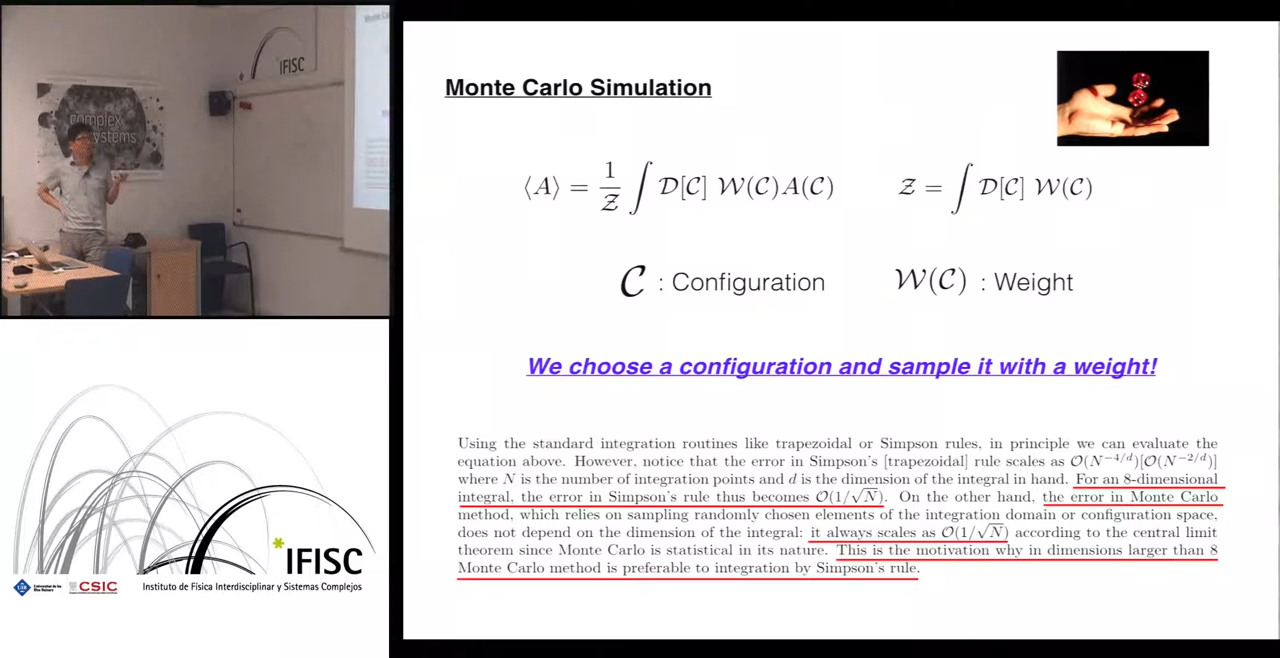 IFISC
complex
systems
Monte Carlo Simulation
⟨A⟩ = 1/𝒵 ∫ 𝒟[𝒞] 𝒲(𝒞)A(𝒞)    𝒵 = ∫ 𝒟[𝒞] 𝒲(𝒞)
𝒞 : Configuration    𝒲(𝒞) : Weight
We choose a configuration and sample it with a weight!
Using the standard integration routines like trapezoidal or Simpson rules, in principle we can evaluate the
equation above. However, notice that the error in Simpson's [trapezoidal] rule scales as 𝒪(N^{-4/d})[𝒪(N^{-2/d})]
where N is the number of integration points and d is the dimension of the integral in hand. For an 8-dimensional
integral, the error in Simpson's rule thus becomes 𝒪(1/√N). On the other hand, the error in Monte Carlo
method, which relies on sampling randomly chosen elements of the integration domain or configuration space,
does not depend on the dimension of the integral: it always scales as 𝒪(1/√N) according to the central limit
theorem since Monte Carlo is statistical in its nature. This is the motivation why in dimensions larger than 8
Monte Carlo method is preferable to integration by Simpson's rule.
*IFISC
CSIC
Instituto de Física Interdisciplinar y Sistemas Complejos